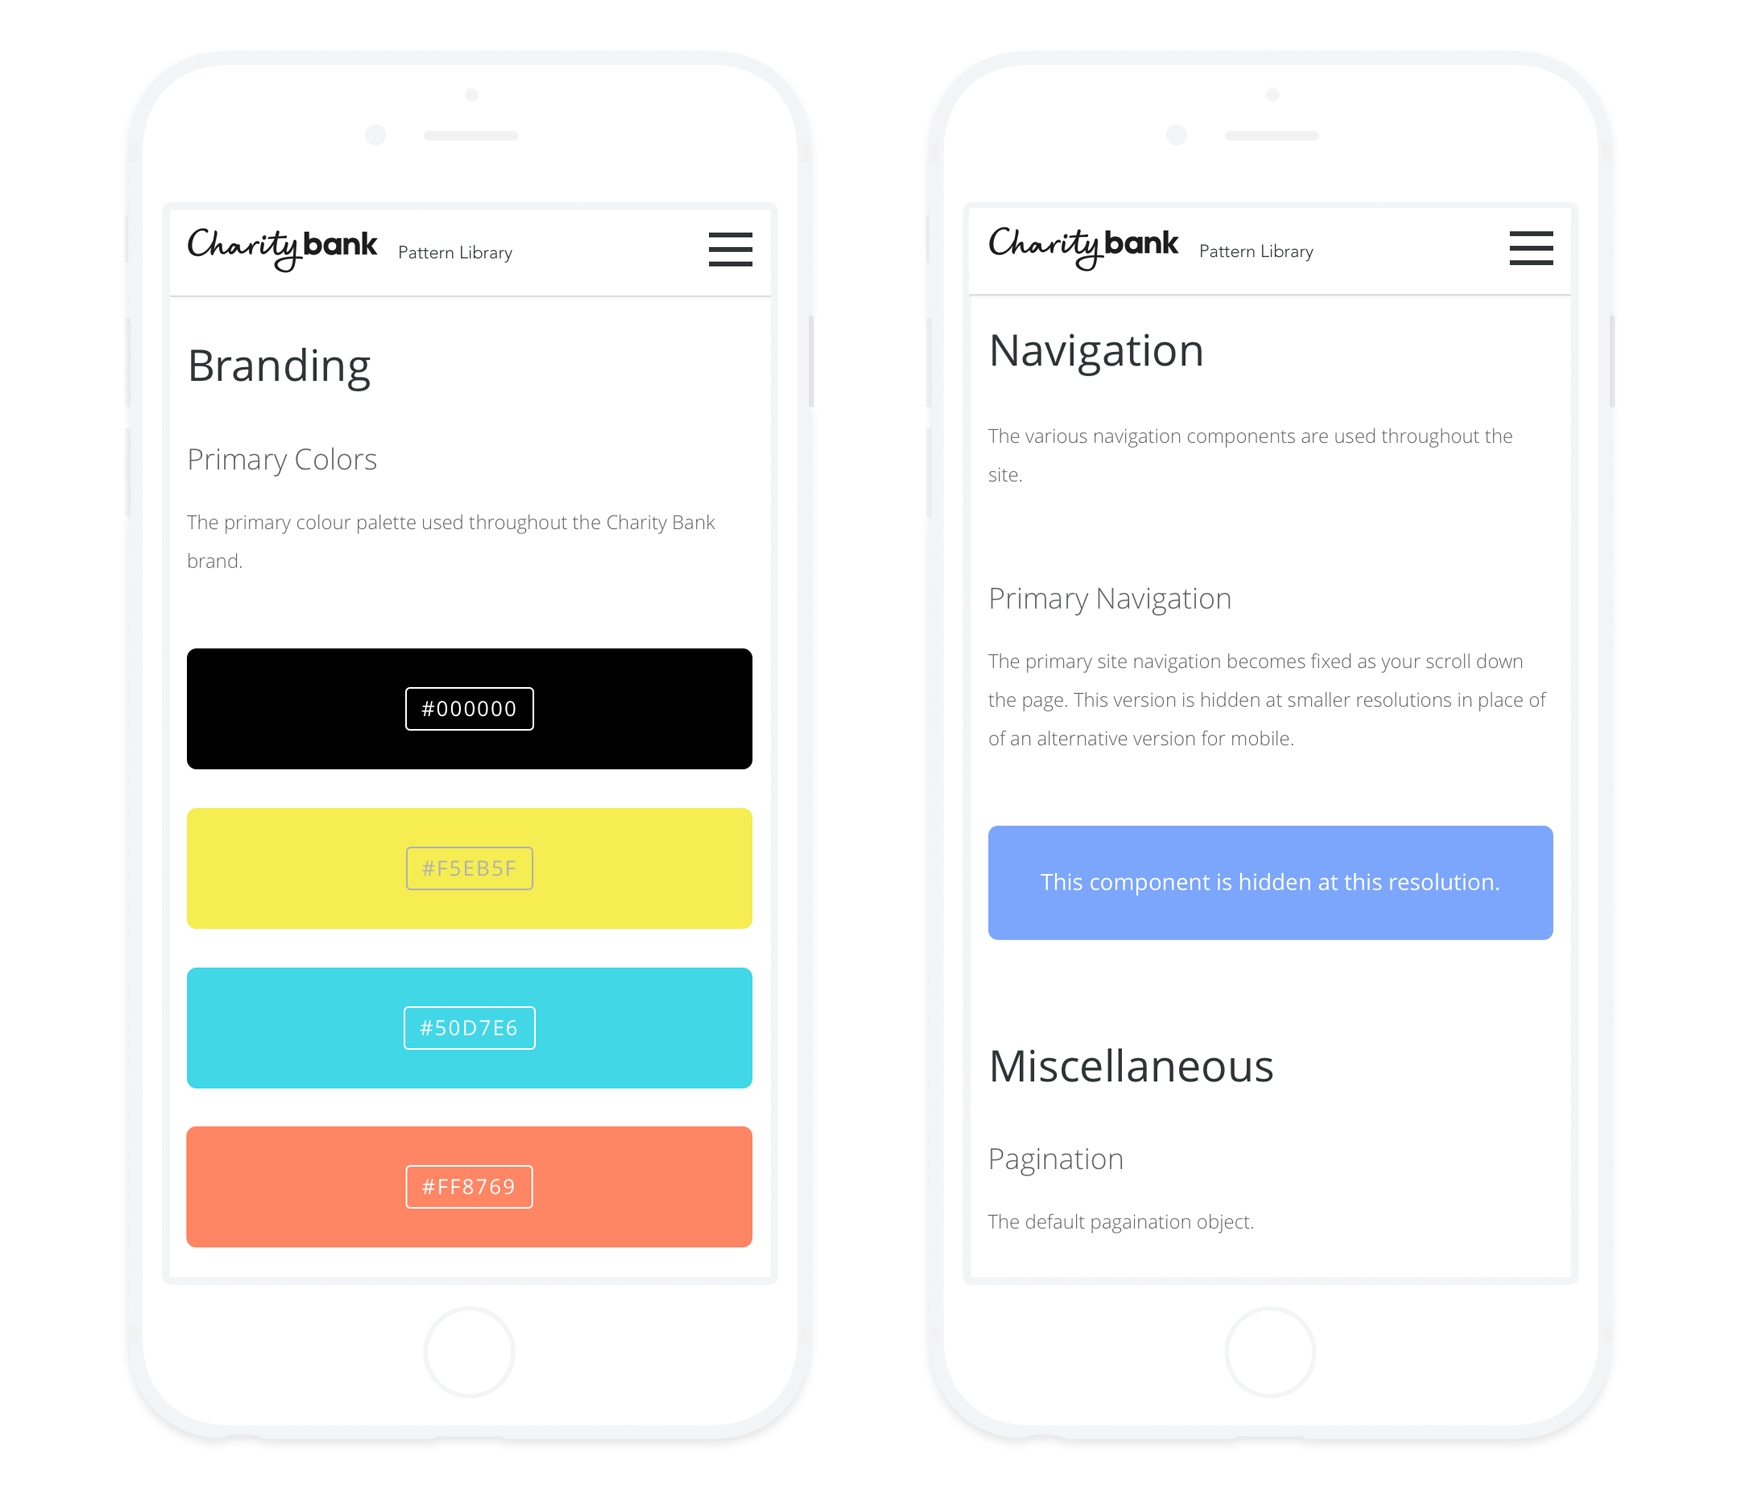 Charity bank Pattern Library
Branding
Primary Colors
The primary colour palette used throughout the Charity Bank
brand.
#000000
#F5EB5F
#50D7E6
#FF8769
Charity bank Pattern Library
Navigation
The various navigation components are used throughout the
site.
Primary Navigation
The primary site navigation becomes fixed as your scroll down
the page. This version is hidden at smaller resolutions in place of
of an alternative version for mobile.
This component is hidden at this resolution.
Miscellaneous
Pagination
The default pagaination object.